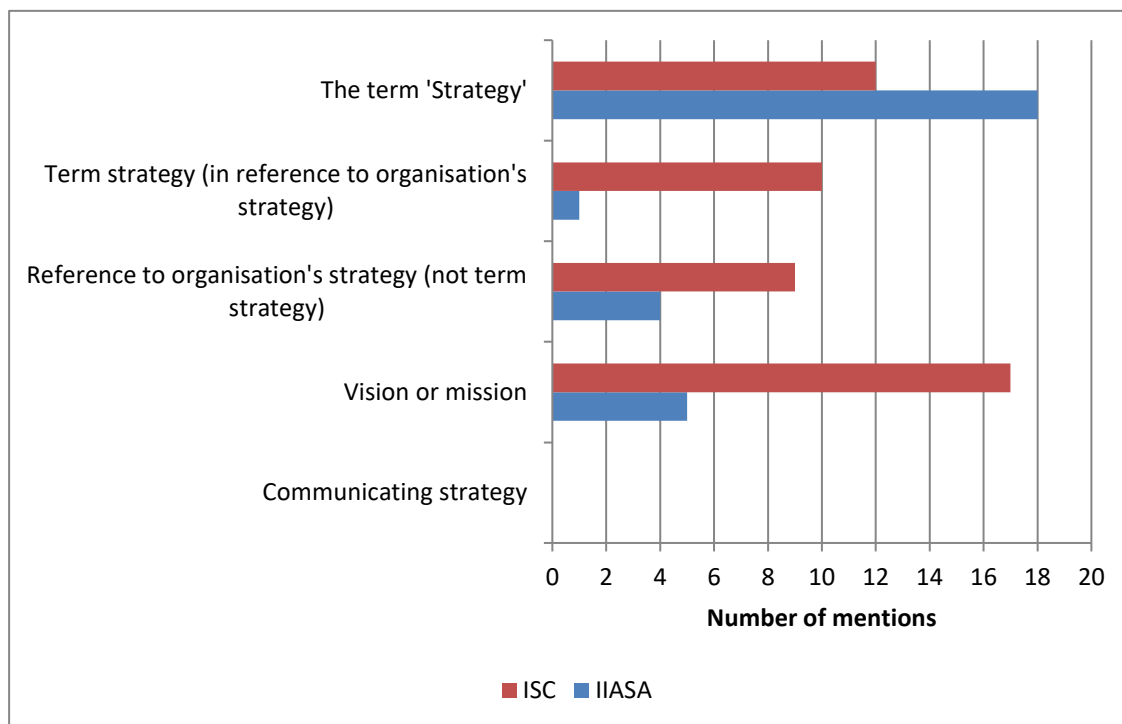 The term 'Strategy'
Term strategy (in reference to organisation's
strategy)
Reference to organisation's strategy (not term
strategy)
Vision or mission
Communicating strategy
0 2 4 6 8 10 12 14 16 18 20
Number of mentions
ISC IIASA